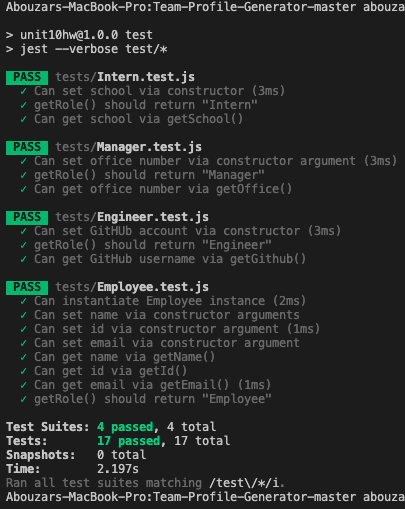 Abouzars-MacBook-Pro:Team-Profile-Generator-master abouza
> unit10hw@1.0.0 test
> jest --verbose test/*
PASS tests/Intern.test.js
✓ Can set school via constructor (3ms)
✓ getRole() should return "Intern"
✓ Can get school via getSchool()
PASS tests/Manager.test.js
✓ Can set office number via constructor argument (3ms)
✓ getRole() should return "Manager"
✓ Can get office number via getOffice()
PASS tests/Engineer.test.js
✓ Can set GitHUb account via constructor (3ms)
✓ getRole() should return "Engineer"
✓ Can get GitHub username via getGithub()
PASS tests/Employee.test.js
✓ Can instantiate Employee instance (2ms)
✓ Can set name via constructor arguments
✓ Can set id via constructor argument (1ms)
✓ Can set email via constructor argument
✓ Can get name via getName()
✓ Can get id via getId()
✓ Can get email via getEmail() (1ms)
✓ getRole() should return "Employee"
Test Suites: 4 passed, 4 total
Tests: 17 passed, 17 total
Snapshots: 0 total
Time: 2.197s
Ran all test suites matching /test\/*/i.
Abouzars-MacBook-Pro:Team-Profile-Generator-master abouza